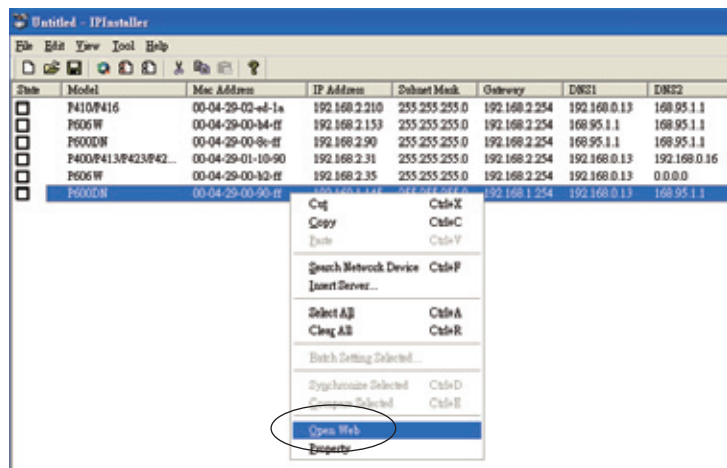 Untitled - IPInstaller
File Edit View Tool Help
State Model Mac Address IP Address Subnet Mask Gateway DNS1 DNS2
P410/P416 00-04-29-02-ed-1a 192.168.2.210 255.255.255.0 192.168.2.254 192.168.0.13 168.95.1.1
P606W 00-04-29-00-b4-ff 192.168.2.153 255.255.255.0 192.168.2.254 168.95.1.1 168.95.1.1
P600DN 00-04-29-00-8c-ff 192.168.2.90 255.255.255.0 192.168.2.254 168.95.1.1 168.95.1.1
P400/P413/P423/P42... 00-04-29-01-10-90 192.168.2.31 255.255.255.0 192.168.2.254 192.168.0.13 192.168.0.16
P606W 00-04-29-00-b2-ff 192.168.2.35 255.255.255.0 192.168.2.254 192.168.0.13 0.0.0.0
P600DN 00-04-29-00-90-ff 192.168.1.254 192.168.0.13 168.95.1.1
Cut Ctrl+X
Copy Ctrl+C
Paste Ctrl+V
Search Network Device Ctrl+F
Insert Server...
Select All Ctrl+A
Clear All Ctrl+R
Batch Setting Selected...
Synchronize Selected Ctrl+D
Compare Selected Ctrl+E
Open Web
Property